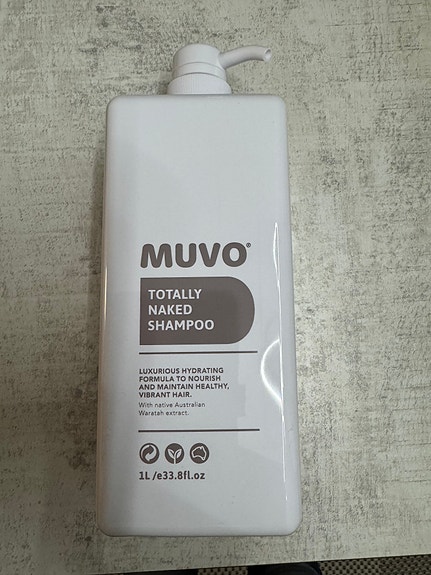 MUVO®
TOTALLY
NAKED
SHAMPOO
LUXURIOUS HYDRATING
FORMULA TO NOURISH
AND MAINTAIN HEALTHY,
VIBRANT HAIR.
With native Australian
Waratah extract.
1L /e33.8fl.oz